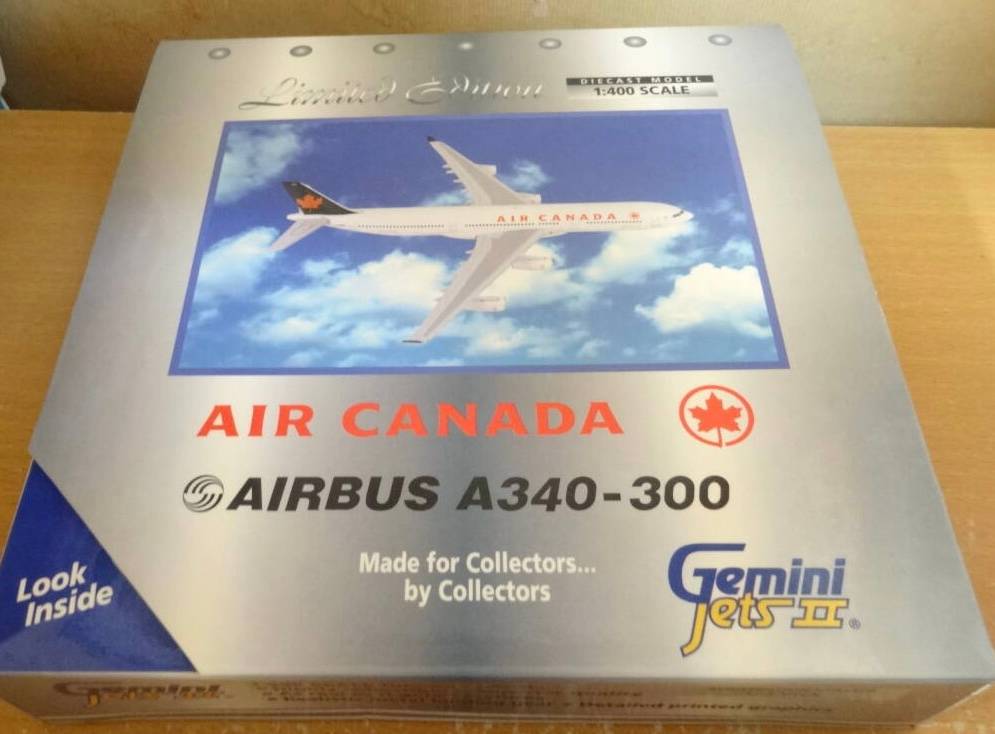 Limited Edition
DIECAST MODEL
1:400 SCALE
AIR CANADA
AIR CANADA
AIRBUS A340-300
Made for Collectors...
by Collectors
Look
Inside
Gemini
Jets II ®
Gemini
Jets
• Detailed printed graphics